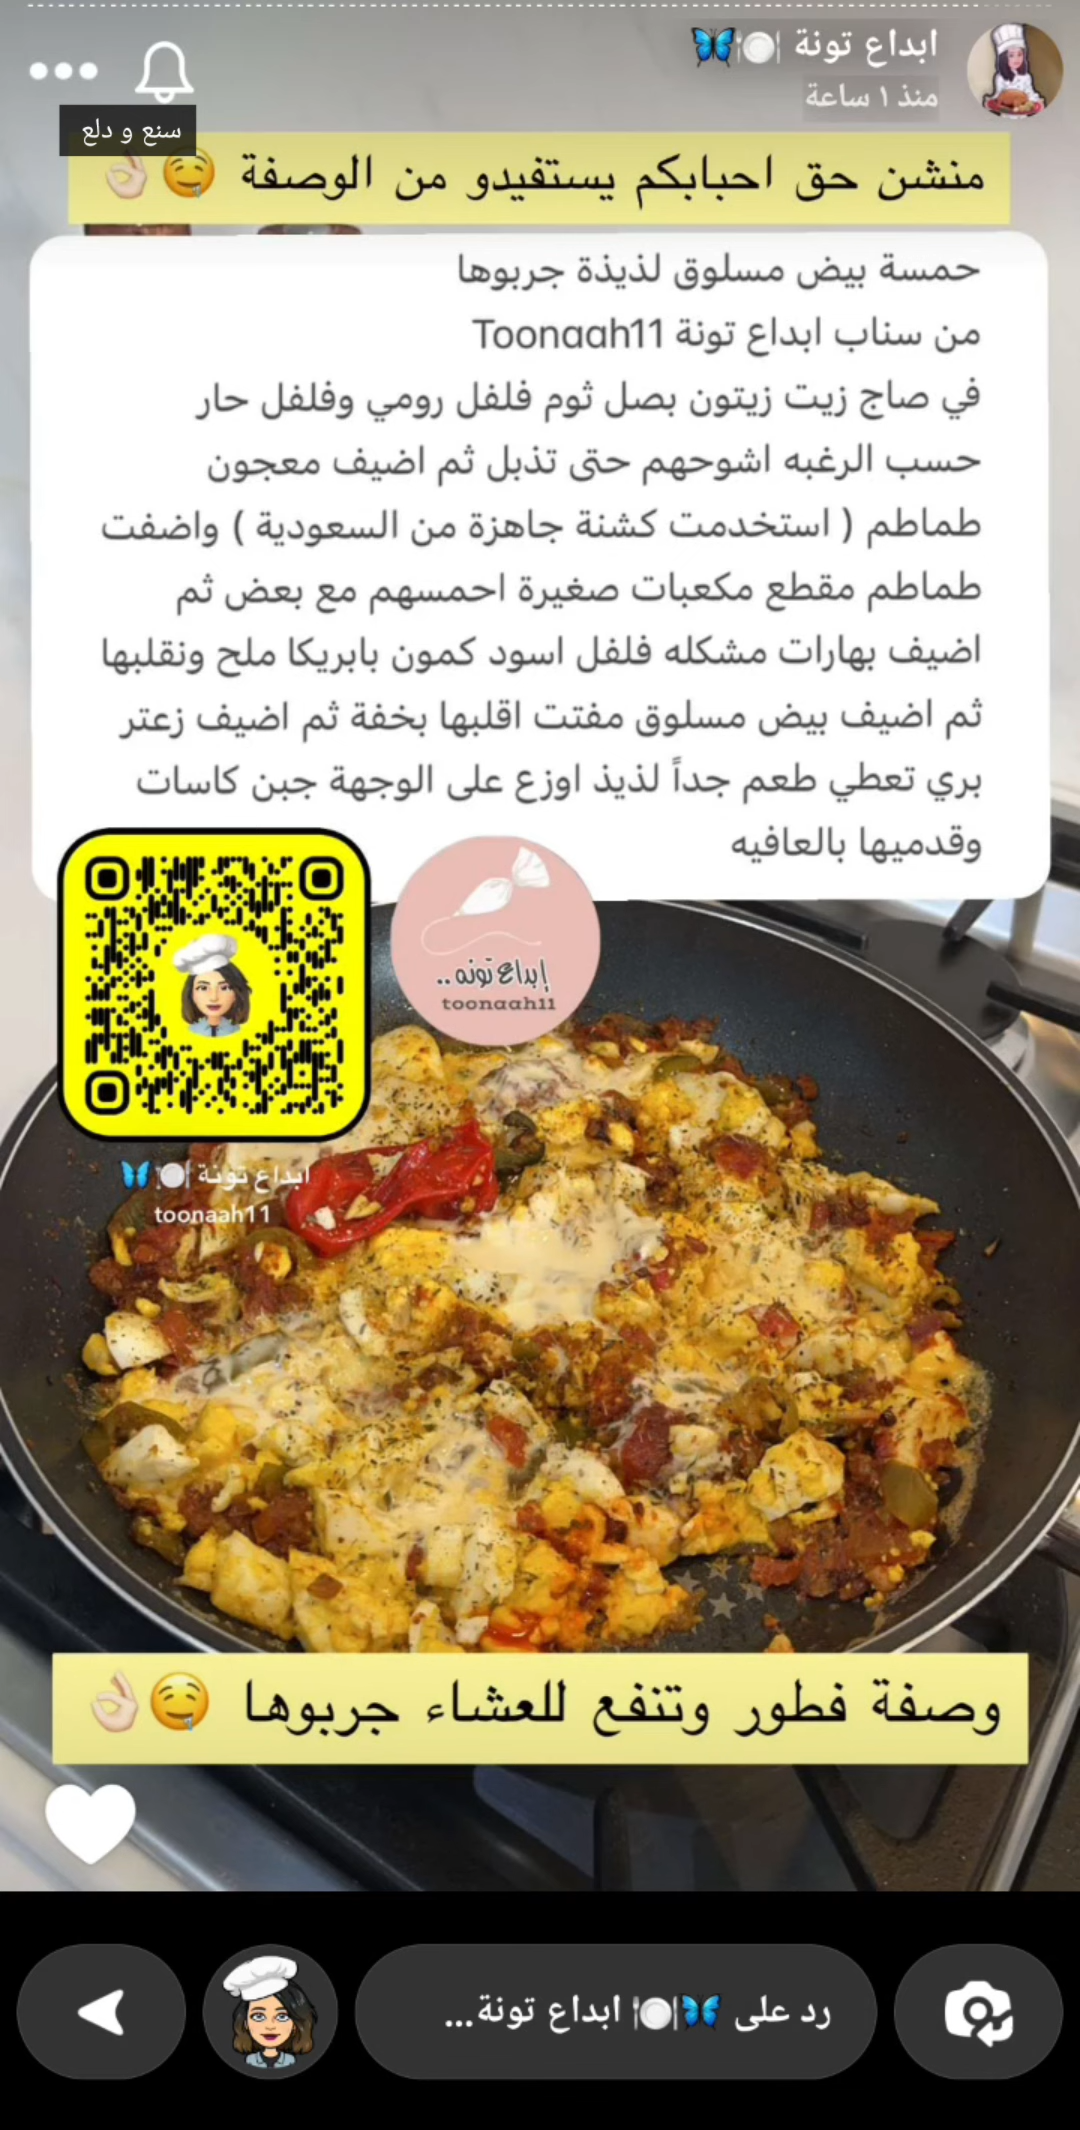 ابداع تونة 🍽🦋
منذ ١ ساعة
سنع و دلع
منشن حق احبابكم يستفيدو من الوصفة 🤤👌🏻
حمسة بيض مسلوق لذيذة جربوها
من سناب ابداع تونة Toonaah11
في صاج زيت زيتون بصل ثوم فلفل رومي وفلفل حار
حسب الرغبه اشوحهم حتى تذبل ثم اضيف معجون
طماطم ( استخدمت كشنة جاهزة من السعودية ) واضفت
طماطم مقطع مكعبات صغيرة احمسهم مع بعض ثم
اضيف بهارات مشكله فلفل اسود كمون بابريكا ملح ونقلبها
ثم اضيف بيض مسلوق مفتت اقلبها بخفة ثم اضيف زعتر
بري تعطي طعم جداً لذيذ اوزع على الوجهة جبن كاسات
وقدميها بالعافيه
إبداع تونه ..
toonaah11
ابداع تونة 🍽🦋
toonaah11
وصفة فطور وتنفع للعشاء جربوها 🤤👌🏻
رد على 🦋🍽 ابداع تونة...